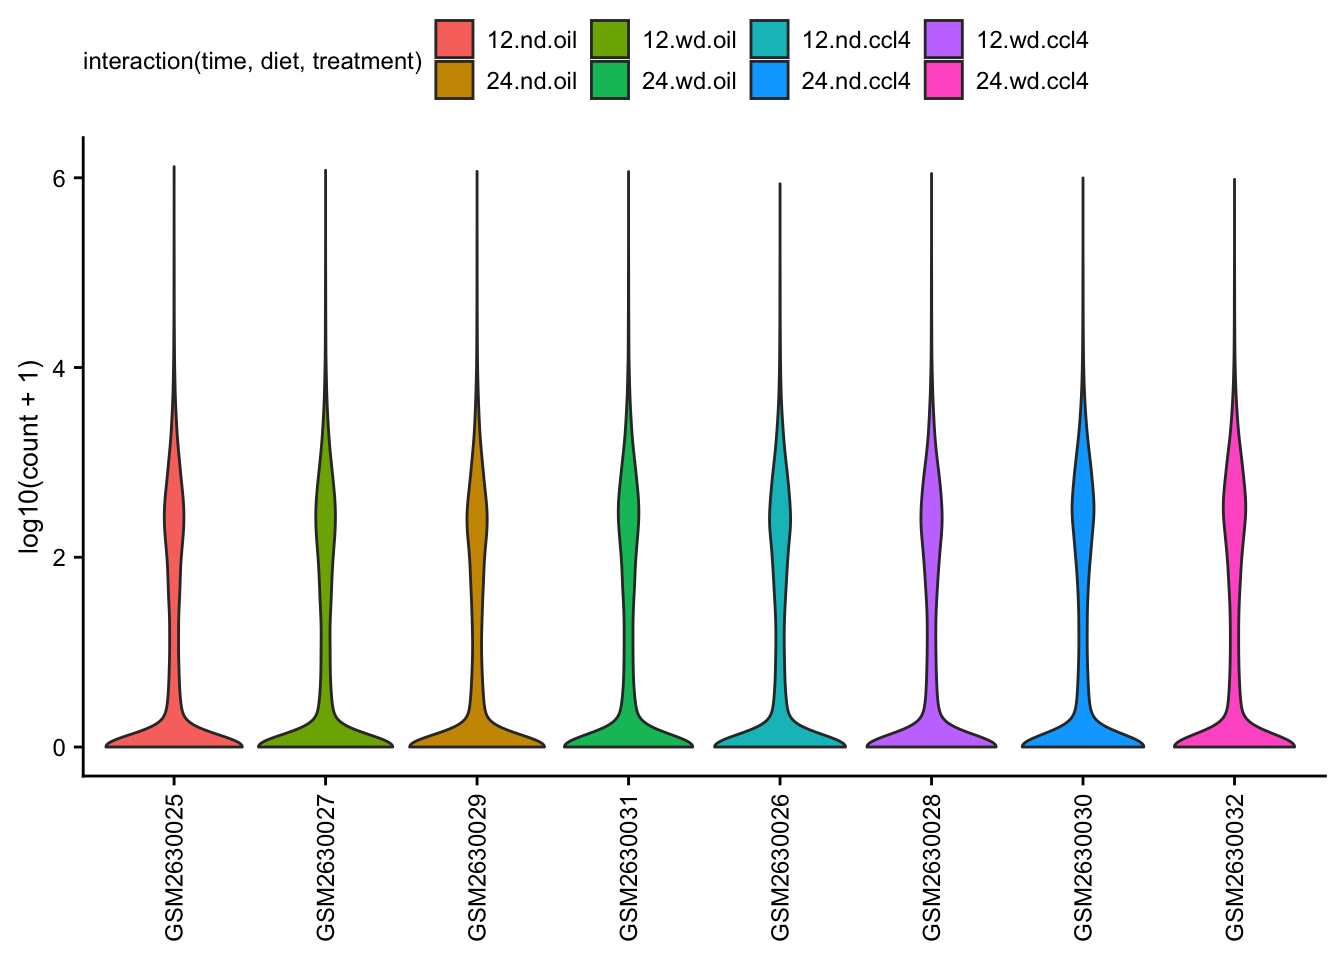 interaction(time, diet, treatment)
12.nd.oil 12.wd.oil 12.nd.ccl4 12.wd.ccl4
24.nd.oil 24.wd.oil 24.nd.ccl4 24.wd.ccl4
log10(count + 1)
6
4
2
0
GSM2630025
GSM2630027
GSM2630029
GSM2630031
GSM2630026
GSM2630028
GSM2630030
GSM2630032